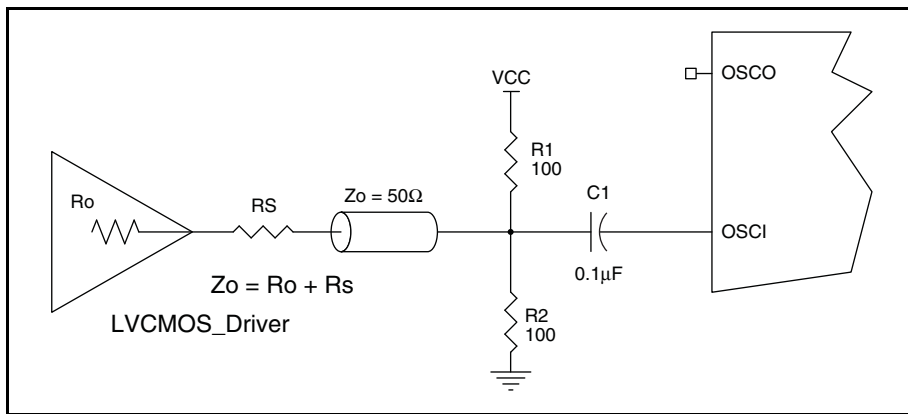 OSCO
VCC
R1
100
Ro
RS
Zo = 50Ω
C1
OSCI
0.1μF
Zo = Ro + Rs
LVCMOS_Driver
R2
100